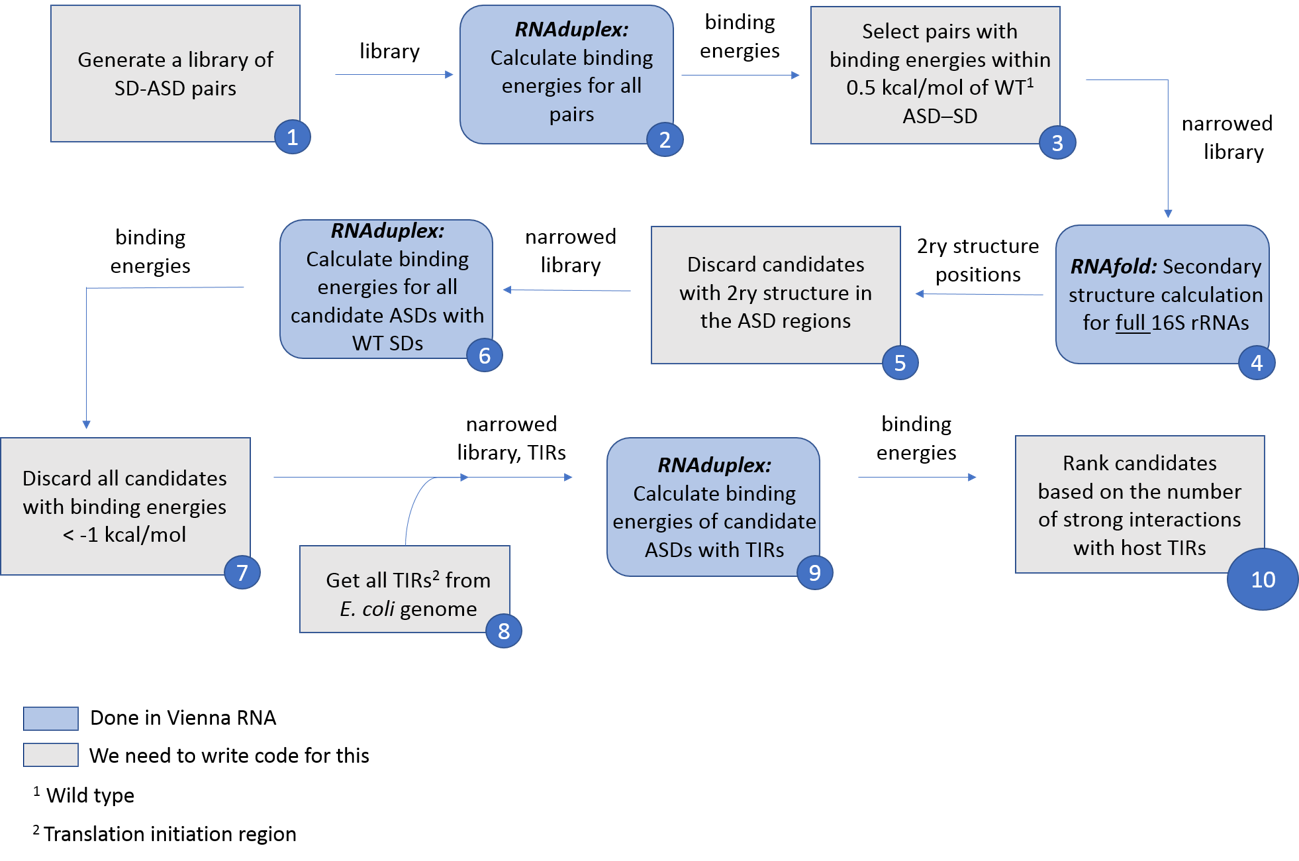 Generate a library of
SD-ASD pairs
1
library
RNAduplex:
Calculate binding
energies for all
pairs
2
binding
energies
Select pairs with
binding energies within
0.5 kcal/mol of WT¹
ASD–SD
3
narrowed
library
RNAfold: Secondary
structure calculation
for full 16S rRNAs
4
2ry structure
positions
Discard candidates
with 2ry structure in
the ASD regions
5
narrowed
library
RNAduplex:
Calculate binding
energies for all
candidate ASDs with
WT SDs
6
binding
energies
Discard all candidates
with binding energies
< -1 kcal/mol
7
Get all TIRs² from
E. coli genome
8
narrowed
library, TIRs
RNAduplex:
Calculate binding
energies of candidate
ASDs with TIRs
9
binding
energies
Rank candidates
based on the number
of strong interactions
with host TIRs
10
Done in Vienna RNA
We need to write code for this
¹ Wild type
² Translation initiation region